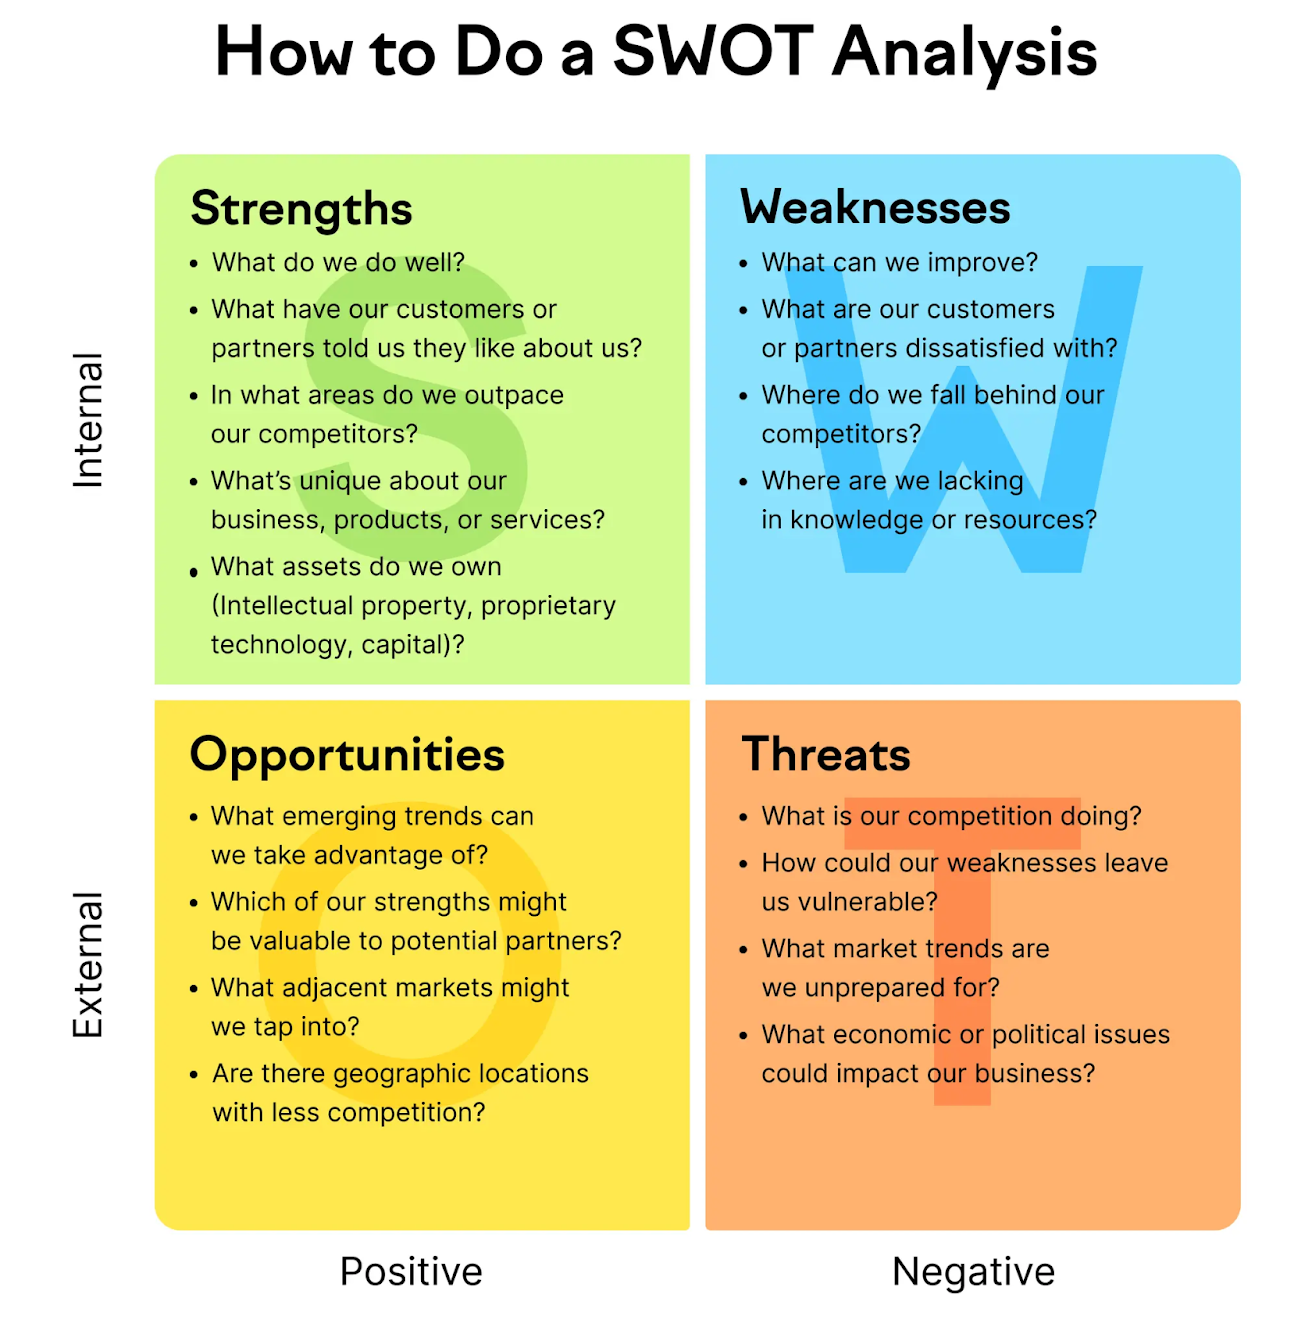 How to Do a SWOT Analysis
Internal
Strengths
• What do we do well?
• What have our customers or
partners told us they like about us?
• In what areas do we outpace
our competitors?
• What’s unique about our
business, products, or services?
• What assets do we own
(Intellectual property, proprietary
technology, capital)?
S
Weaknesses
• What can we improve?
• What are our customers
or partners dissatisfied with?
• Where do we fall behind our
competitors?
• Where are we lacking
in knowledge or resources?
W
External
Opportunities
• What emerging trends can
we take advantage of?
• Which of our strengths might
be valuable to potential partners?
• What adjacent markets might
we tap into?
• Are there geographic locations
with less competition?
O
Threats
• What is our competition doing?
• How could our weaknesses leave
us vulnerable?
• What market trends are
we unprepared for?
• What economic or political issues
could impact our business?
T
Positive
Negative